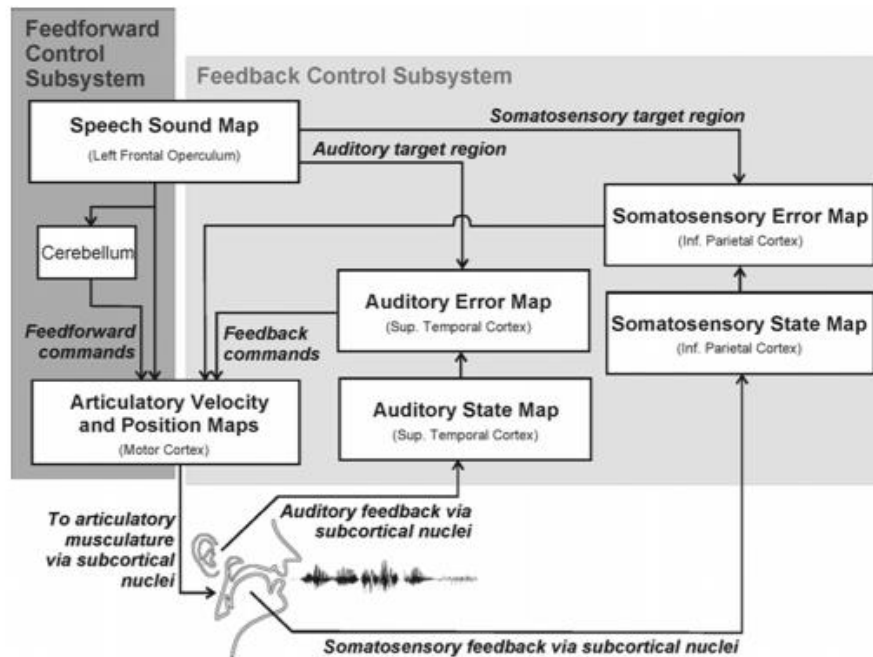 Feedforward
Control
Subsystem
Feedback Control Subsystem
Speech Sound Map
(Left Frontal Operculum)
Somatosensory target region
Auditory target region
Somatosensory Error Map
(Inf. Parietal Cortex)
Cerebellum
Auditory Error Map
(Sup. Temporal Cortex)
Somatosensory State Map
(Inf. Parietal Cortex)
Feedforward
commands
Feedback
commands
Articulatory Velocity
and Position Maps
(Motor Cortex)
Auditory State Map
(Sup. Temporal Cortex)
To articulatory
musculature
via subcortical
nuclei
Auditory feedback via
subcortical nuclei
Somatosensory feedback via subcortical nuclei